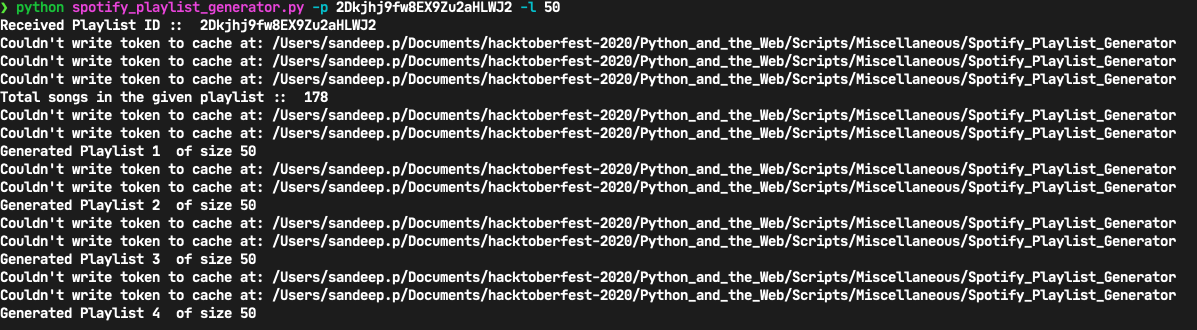 ❯ python spotify_playlist_generator.py -p 2Dkjhj9fw8EX9Zu2aHLWJ2 -l 50
Received Playlist ID ::  2Dkjhj9fw8EX9Zu2aHLWJ2
Couldn't write token to cache at: /Users/sandeep.p/Documents/hacktoberfest-2020/Python_and_the_Web/Scripts/Miscellaneous/Spotify_Playlist_Generator
Couldn't write token to cache at: /Users/sandeep.p/Documents/hacktoberfest-2020/Python_and_the_Web/Scripts/Miscellaneous/Spotify_Playlist_Generator
Couldn't write token to cache at: /Users/sandeep.p/Documents/hacktoberfest-2020/Python_and_the_Web/Scripts/Miscellaneous/Spotify_Playlist_Generator
Total songs in the given playlist ::  178
Couldn't write token to cache at: /Users/sandeep.p/Documents/hacktoberfest-2020/Python_and_the_Web/Scripts/Miscellaneous/Spotify_Playlist_Generator
Couldn't write token to cache at: /Users/sandeep.p/Documents/hacktoberfest-2020/Python_and_the_Web/Scripts/Miscellaneous/Spotify_Playlist_Generator
Generated Playlist 1  of size 50
Couldn't write token to cache at: /Users/sandeep.p/Documents/hacktoberfest-2020/Python_and_the_Web/Scripts/Miscellaneous/Spotify_Playlist_Generator
Couldn't write token to cache at: /Users/sandeep.p/Documents/hacktoberfest-2020/Python_and_the_Web/Scripts/Miscellaneous/Spotify_Playlist_Generator
Generated Playlist 2  of size 50
Couldn't write token to cache at: /Users/sandeep.p/Documents/hacktoberfest-2020/Python_and_the_Web/Scripts/Miscellaneous/Spotify_Playlist_Generator
Couldn't write token to cache at: /Users/sandeep.p/Documents/hacktoberfest-2020/Python_and_the_Web/Scripts/Miscellaneous/Spotify_Playlist_Generator
Generated Playlist 3  of size 50
Couldn't write token to cache at: /Users/sandeep.p/Documents/hacktoberfest-2020/Python_and_the_Web/Scripts/Miscellaneous/Spotify_Playlist_Generator
Couldn't write token to cache at: /Users/sandeep.p/Documents/hacktoberfest-2020/Python_and_the_Web/Scripts/Miscellaneous/Spotify_Playlist_Generator
Generated Playlist 4  of size 50